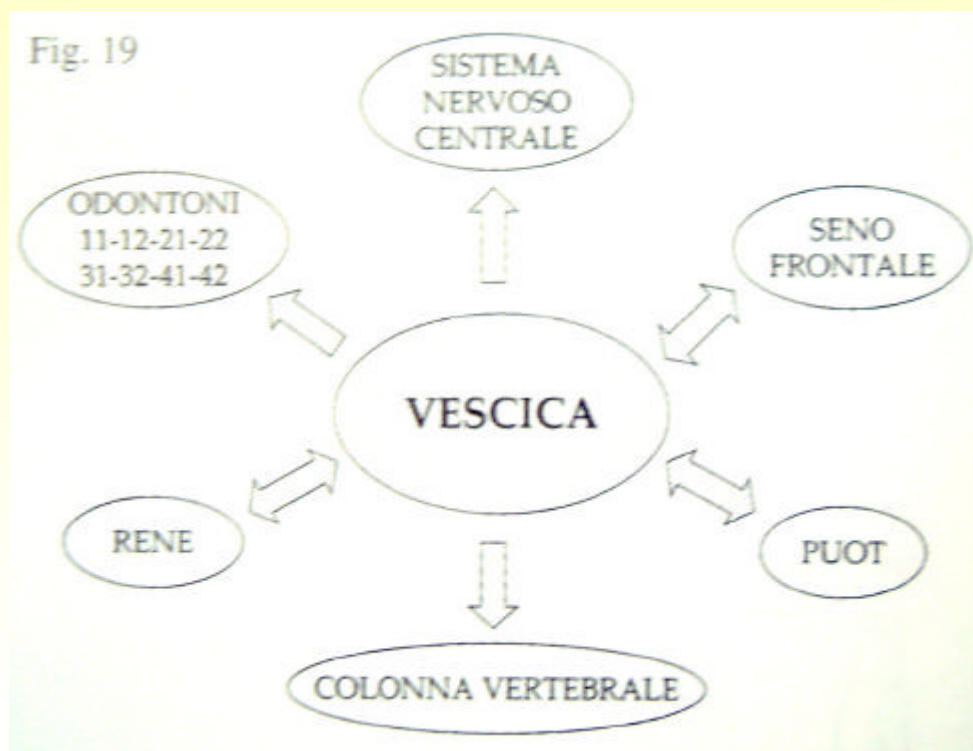 Fig. 19
SISTEMA
NERVOSO
CENTRALE
ODONTONI
11-12-21-22
31-32-41-42
SENO
FRONTALE
VESCICA
RENE
PUOT
COLONNA VERTEBRALE